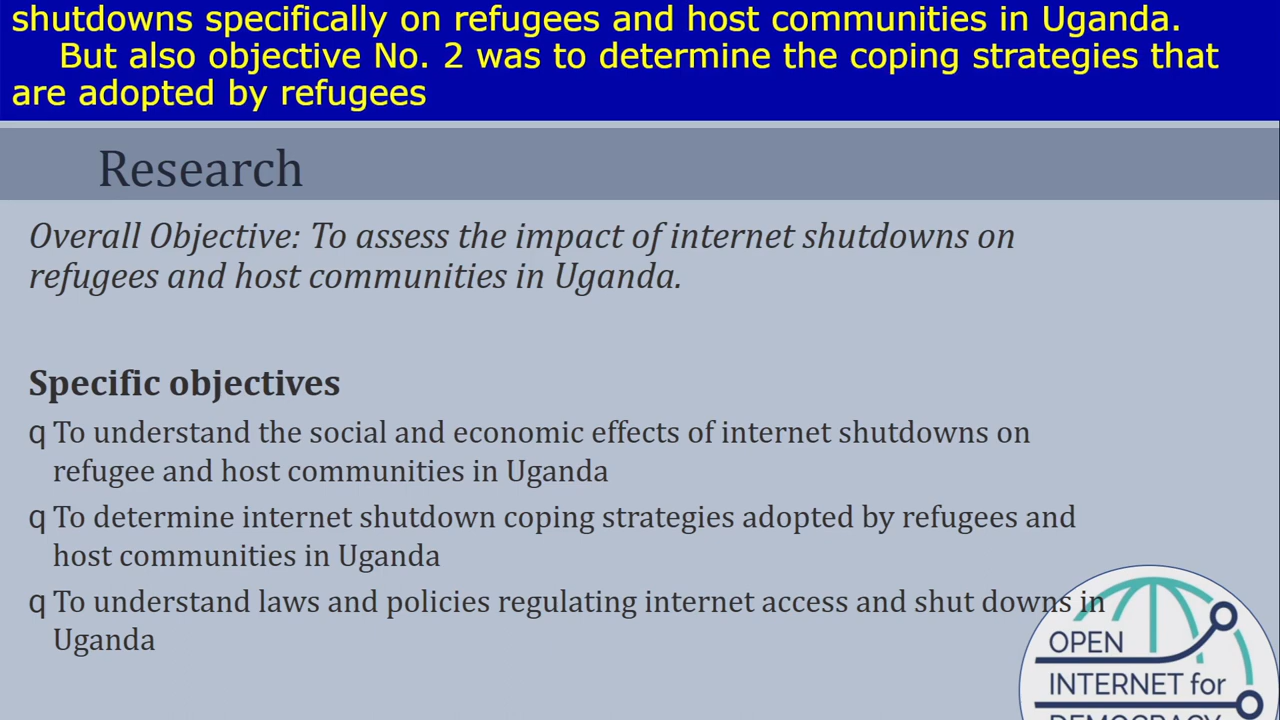 shutdowns specifically on refugees and host communities in Uganda.
But also objective No. 2 was to determine the coping strategies that
are adopted by refugees
Research
Overall Objective: To assess the impact of internet shutdowns on
refugees and host communities in Uganda.
Specific objectives
q To understand the social and economic effects of internet shutdowns on
refugee and host communities in Uganda
q To determine internet shutdown coping strategies adopted by refugees and
host communities in Uganda
q To understand laws and policies regulating internet access and shut downs in
Uganda
OPEN
INTERNET for
DEMOCRACY